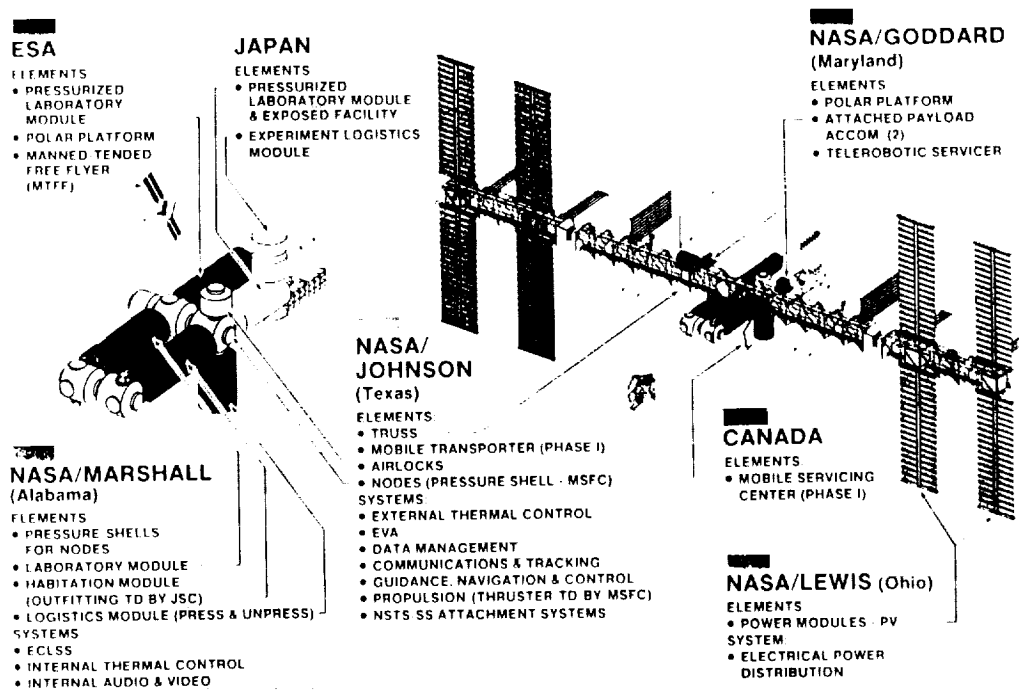 ESA
ELEMENTS
• PRESSURIZED
LABORATORY
MODULE
• POLAR PLATFORM
• MANNED-TENDED
FREE FLYER
(MTFF)
JAPAN
ELEMENTS
• PRESSURIZED
LABORATORY MODULE
& EXPOSED FACILITY
• EXPERIMENT LOGISTICS
MODULE
NASA/GODDARD
(Maryland)
ELEMENTS
• POLAR PLATFORM
• ATTACHED PAYLOAD
ACCOM. (2)
• TELEROBOTIC SERVICER
NASA/MARSHALL
(Alabama)
ELEMENTS
• PRESSURE SHELLS
FOR NODES
• LABORATORY MODULE
• HABITATION MODULE
(OUTFITTING TD BY JSC)
• LOGISTICS MODULE (PRESS & UNPRESS)
SYSTEMS
• ECLSS
• INTERNAL THERMAL CONTROL
• INTERNAL AUDIO & VIDEO
NASA/
JOHNSON
(Texas)
ELEMENTS:
• TRUSS
• MOBILE TRANSPORTER (PHASE I)
• AIRLOCKS
• NODES (PRESSURE SHELL - MSFC)
SYSTEMS:
• EXTERNAL THERMAL CONTROL
• EVA
• DATA MANAGEMENT
• COMMUNICATIONS & TRACKING
• GUIDANCE, NAVIGATION & CONTROL
• PROPULSION (THRUSTER TD BY MSFC)
• NSTS SS ATTACHMENT SYSTEMS
CANADA
ELEMENTS:
• MOBILE SERVICING
CENTER (PHASE I)
NASA/LEWIS (Ohio)
ELEMENTS
• POWER MODULES - PV
SYSTEM:
• ELECTRICAL POWER
DISTRIBUTION